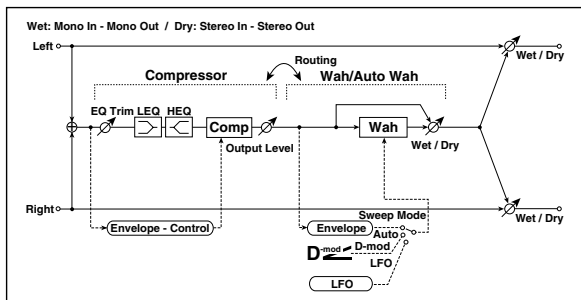 Wet: Mono In - Mono Out / Dry: Stereo In - Stereo Out
Left
Wet / Dry
Routing
Compressor
Wah/Auto Wah
EQ Trim LEQ HEQ
Comp
Output Level
Wah
Wet / Dry
Right
Wet / Dry
Envelope - Control
Sweep Mode
Envelope
Auto
D-mod
D-mod
LFO
LFO